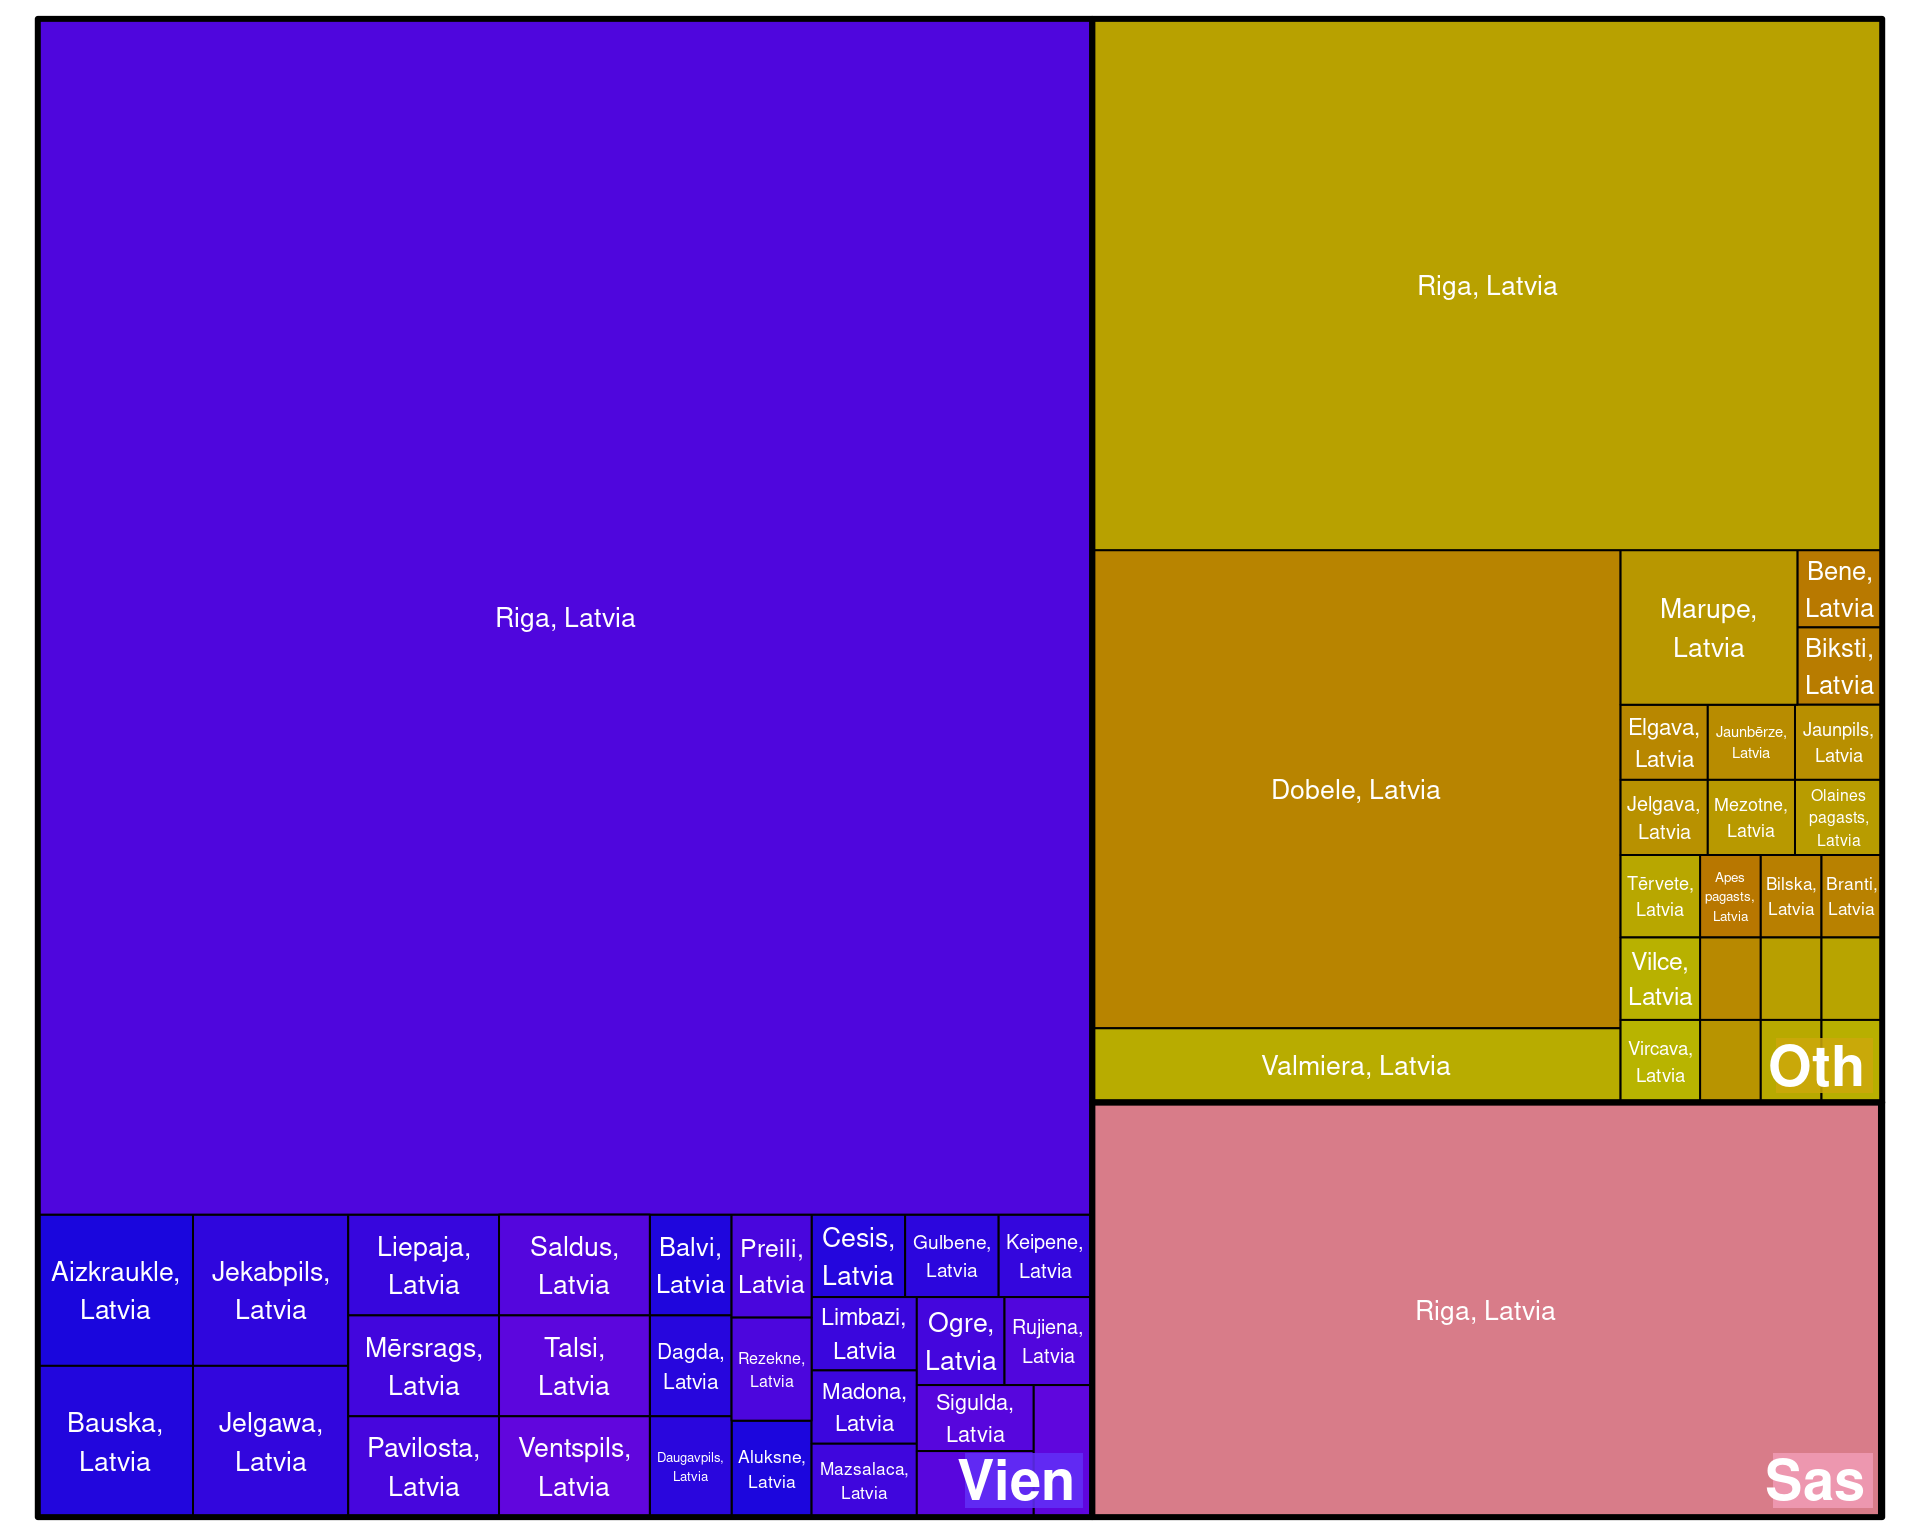 Riga, Latvia
Aizkraukle,
Latvia
Bauska,
Latvia
Jekabpils,
Latvia
Jelgawa,
Latvia
Liepaja,
Latvia
Mērsrags,
Latvia
Pavilosta,
Latvia
Saldus,
Latvia
Talsi,
Latvia
Ventspils,
Latvia
Balvi,
Latvia
Dagda,
Latvia
Daugavpils,
Latvia
Preili,
Latvia
Rezekne,
Latvia
Aluksne,
Latvia
Cesis,
Latvia
Gulbene,
Latvia
Keipene,
Latvia
Limbazi,
Latvia
Madona,
Latvia
Mazsalaca,
Latvia
Ogre,
Latvia
Rujiena,
Latvia
Sigulda,
Latvia
Vien
Riga, Latvia
Dobele, Latvia
Valmiera, Latvia
Marupe,
Latvia
Bene,
Latvia
Biksti,
Latvia
Elgava,
Latvia
Jaunbērze,
Latvia
Jaunpils,
Latvia
Jelgava,
Latvia
Mezotne,
Latvia
Olaines
pagasts,
Latvia
Tērvete,
Latvia
Apes
pagasts,
Latvia
Bilska,
Latvia
Branti,
Latvia
Vilce,
Latvia
Vircava,
Latvia
Oth
Riga, Latvia
Sas